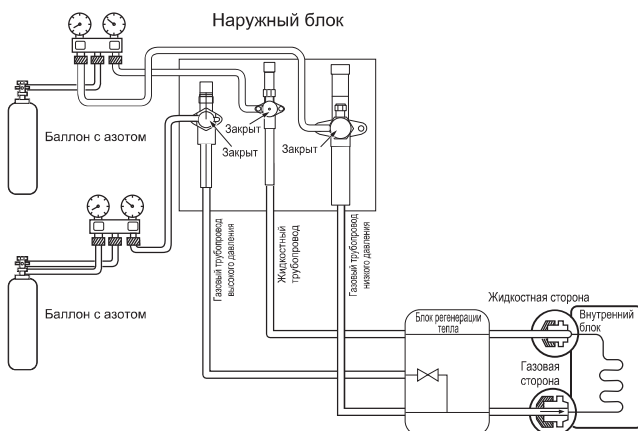 Наружный блок
Баллон с азотом
Закрыт
Закрыт
Закрыт
Баллон с азотом
Газовый трубопровод
высокого давления
Жидкостный
трубопровод
Газовый трубопровод
низкого давления
Блок регенерации
тепла
Жидкостная сторона
Внутренний
блок
Газовая
сторона